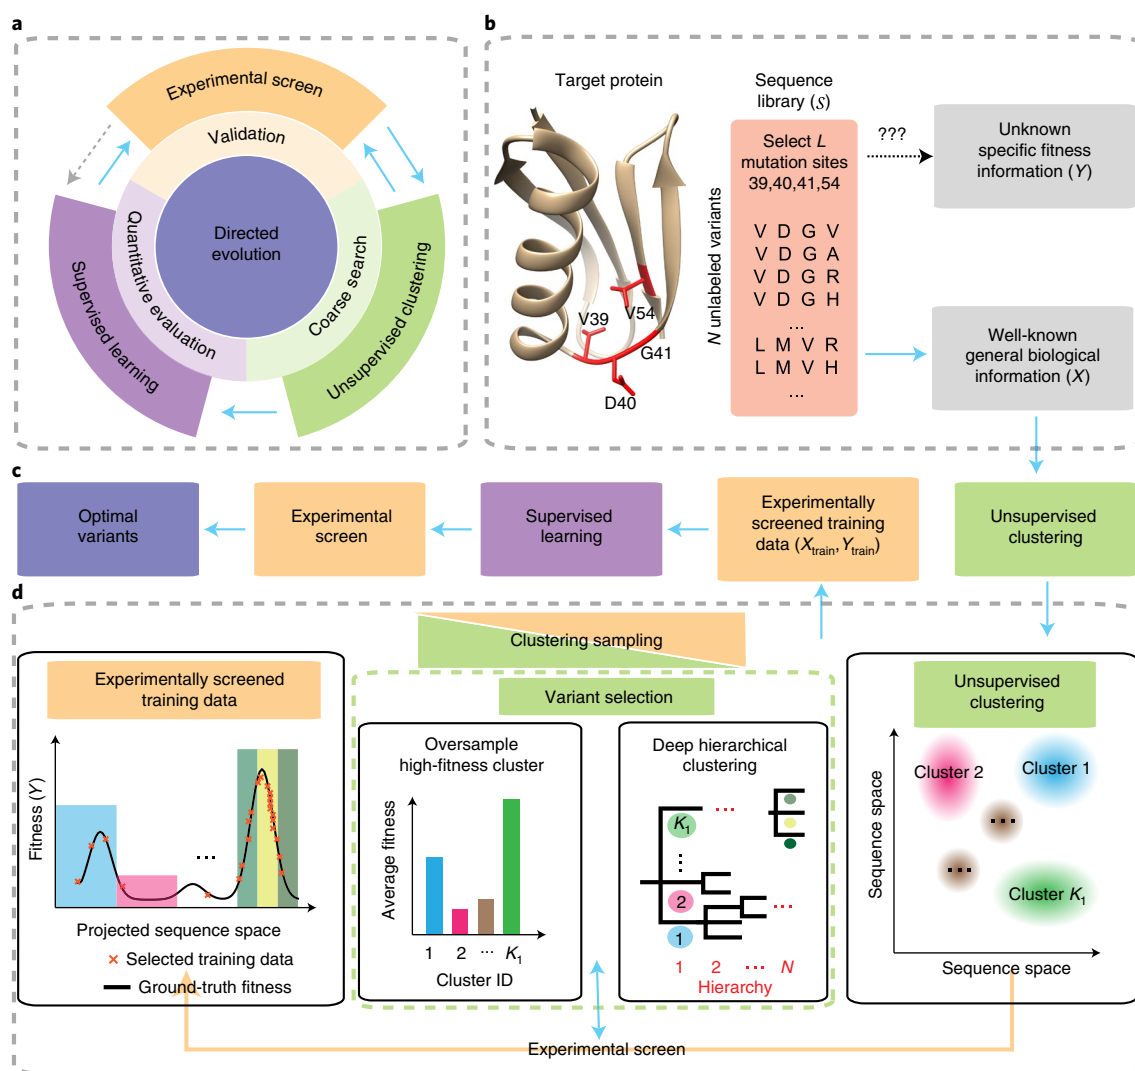 a
Experimental screen
Validation
Directed
evolution
Quantitative evaluation
Coarse search
Supervised learning
Unsupervised clustering
b
Target protein
V39
V54
G41
D40
Sequence
library (S)
N unlabeled variants
Select L
mutation sites
39,40,41,54
V D G V
V D G A
V D G R
V D G H
...
L M V R
L M V H
...
???
Unknown
specific fitness
information (Y)
Well-known
general biological
information (X)
c
Optimal
variants
Experimental
screen
Supervised
learning
Experimentally
screened training
data (Xtrain, Ytrain)
Unsupervised
clustering
d
Clustering sampling
Experimentally screened
training data
Fitness (Y)
...
Projected sequence space
Selected training data
Ground-truth fitness
Variant selection
Oversample
high-fitness cluster
Average fitness
1 2 ... K1
Cluster ID
Deep hierarchical
clustering
K1
...
2
1
...
...
1 2 ... N
Hierarchy
Unsupervised
clustering
Sequence space
Cluster 2
Cluster 1
...
...
Cluster K1
Sequence space
Experimental screen